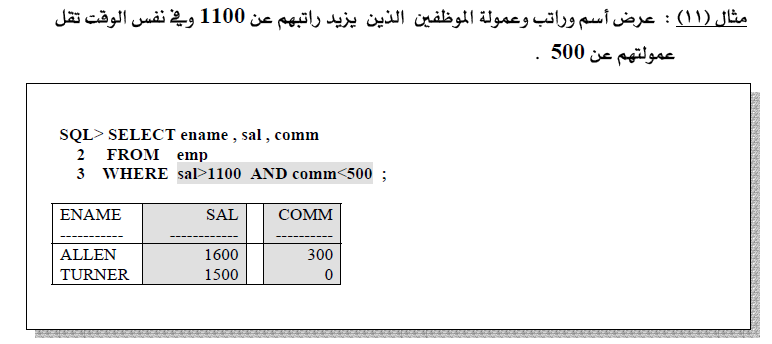 مثال (١١) : عرض أسم وراتب وعمولة الموظفين الذين يزيد راتبهم عن 1100 وفي نفس الوقت تقل
عمولتهم عن 500 .
SQL> SELECT ename , sal , comm
2 FROM emp
3 WHERE sal>1100 AND comm<500 ;
ENAME SAL COMM
----------- ------------ ----------
ALLEN 1600 300
TURNER 1500 0